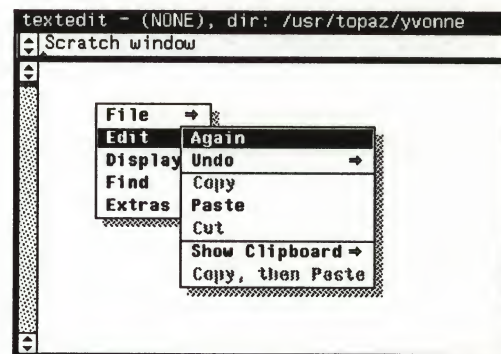 textedit - (NONE), dir: /usr/topaz/yvonne
Scratch window
File ⇒
Edit
Display
Find
Extras
Again
Undo ⇒
Copy
Paste
Cut
Show Clipboard ⇒
Copy, then Paste